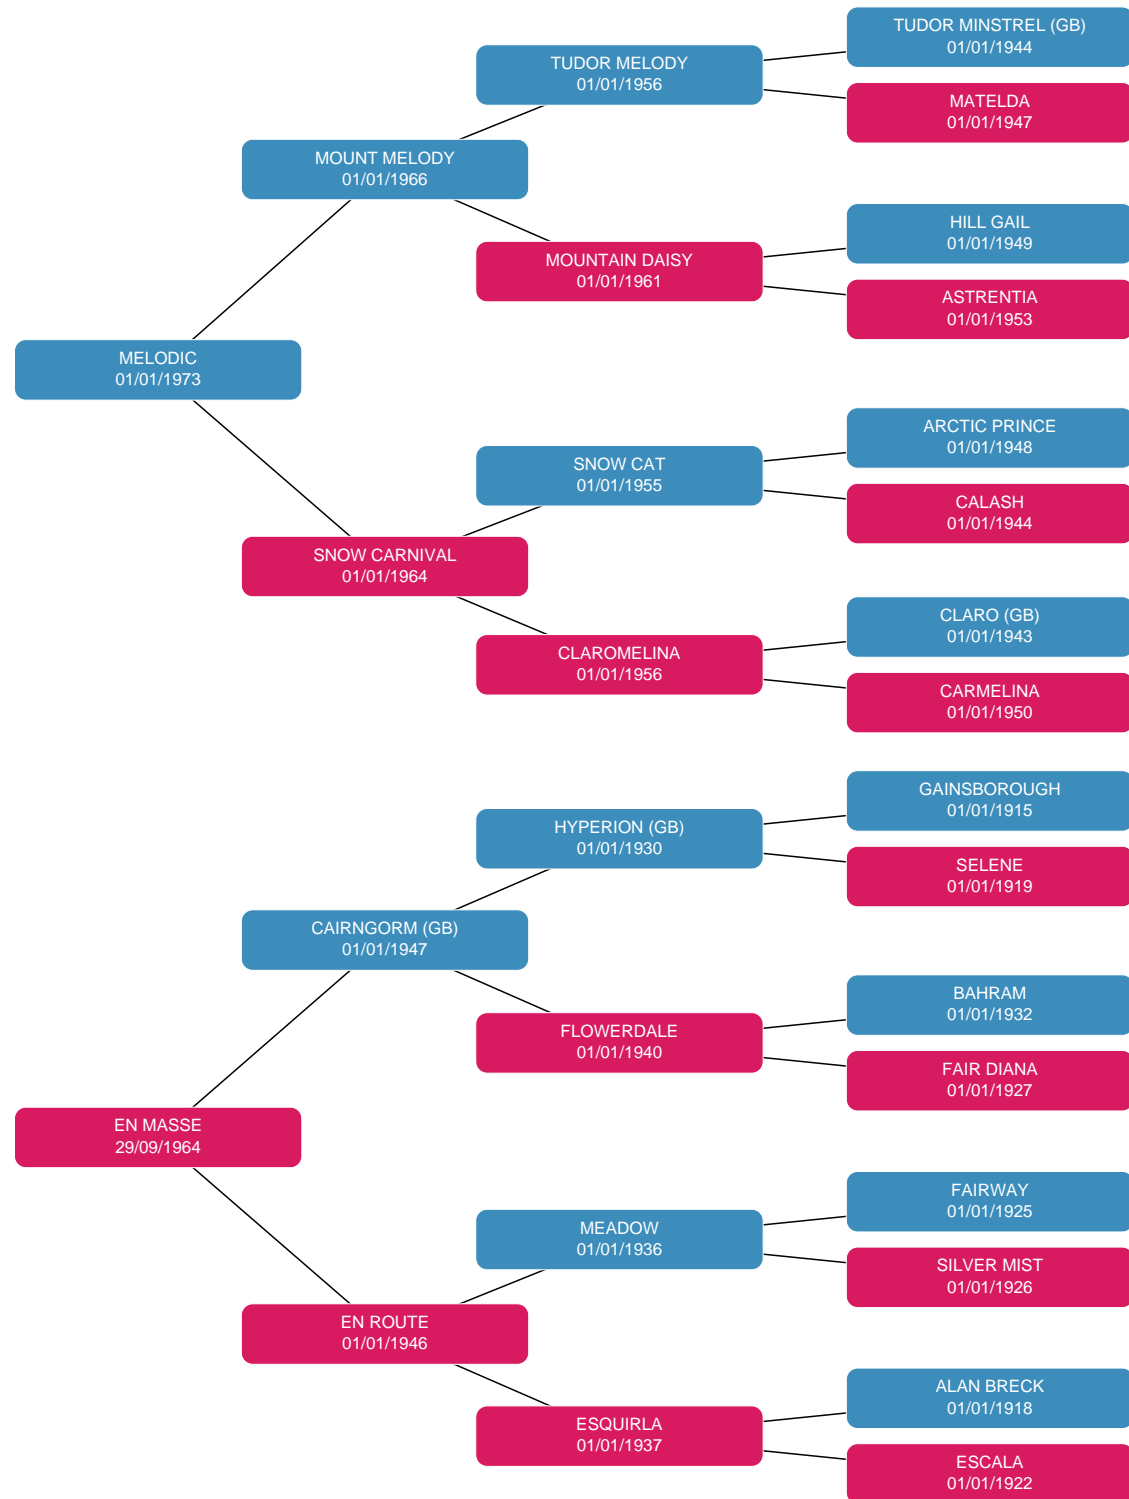 TUDOR MINSTREL (GB)
01/01/1944
TUDOR MELODY
01/01/1956
MATELDA
01/01/1947
MOUNT MELODY
01/01/1966
HILL GAIL
01/01/1949
MOUNTAIN DAISY
01/01/1961
ASTRENTIA
01/01/1953
MELODIC
01/01/1973
ARCTIC PRINCE
01/01/1948
SNOW CAT
01/01/1955
CALASH
01/01/1944
SNOW CARNIVAL
01/01/1964
CLARO (GB)
01/01/1943
CLAROMELINA
01/01/1956
CARMELINA
01/01/1950
GAINSBOROUGH
01/01/1915
HYPERION (GB)
01/01/1930
SELENE
01/01/1919
CAIRNGORM (GB)
01/01/1947
BAHRAM
01/01/1932
FLOWERDALE
01/01/1940
FAIR DIANA
01/01/1927
EN MASSE
29/09/1964
FAIRWAY
01/01/1925
MEADOW
01/01/1936
SILVER MIST
01/01/1926
EN ROUTE
01/01/1946
ALAN BRECK
01/01/1918
ESQUIRLA
01/01/1937
ESCALA
01/01/1922